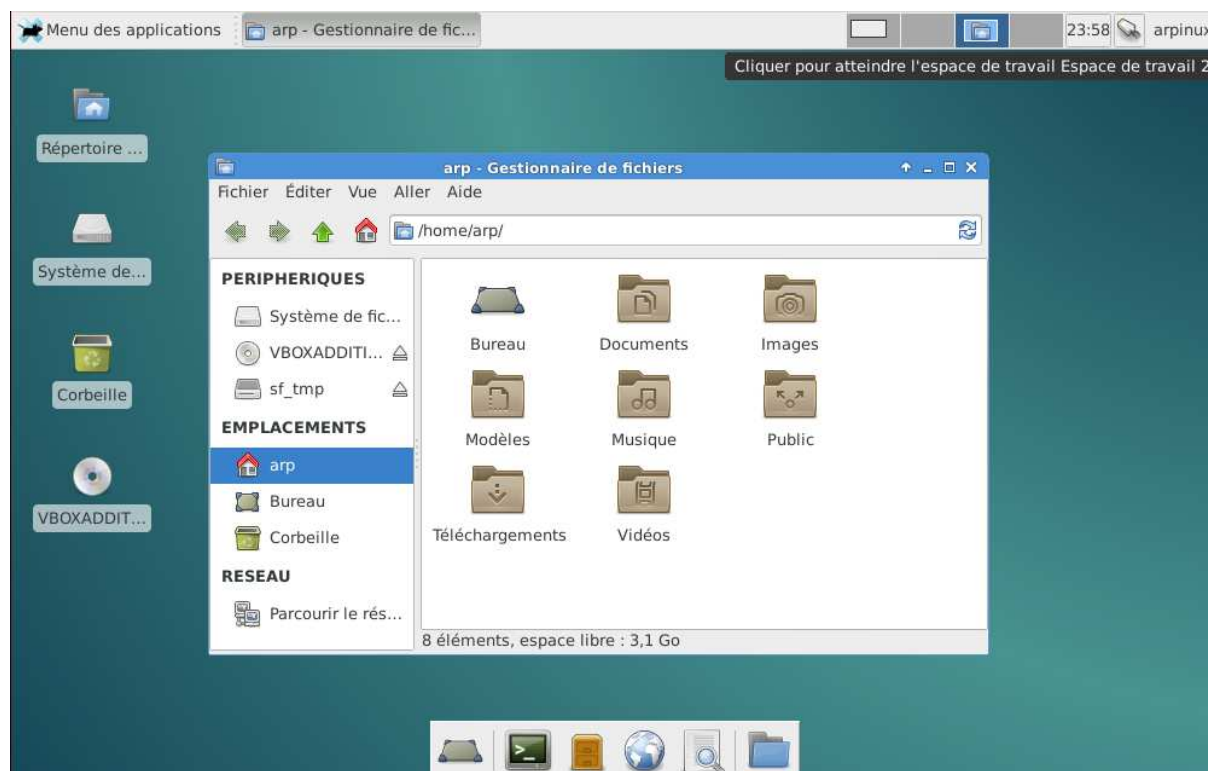 Menu des applications
arp - Gestionnaire de fic...
23:58
arpinux
Cliquer pour atteindre l'espace de travail Espace de travail 2
Répertoire ...
Système de...
Corbeille
VBOXADDIT...
arp - Gestionnaire de fichiers
Fichier Éditer Vue Aller Aide
/home/arp/
PERIPHERIQUES
Système de fic...
VBOXADDITI...
sf_tmp
EMPLACEMENTS
arp
Bureau
Corbeille
RESEAU
Parcourir le rés...
Bureau Documents Images
Modèles Musique Public
Téléchargements Vidéos
8 éléments, espace libre : 3,1 Go